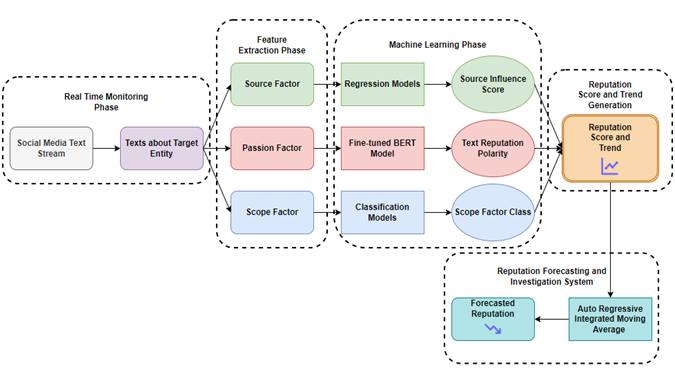 Feature
Extraction Phase
Machine Learning Phase
Real Time Monitoring
Phase
Reputation
Score and Trend
Generation
Source Factor
Regression Models
Source Influence
Score
Social Media Text
Stream
Texts about Target
Entity
Passion Factor
Fine-tuned BERT
Model
Text Reputation
Polarity
Reputation
Score and
Trend
Scope Factor
Classification
Models
Scope Factor Class
Reputation Forecasting and
Investigation System
Forecasted
Reputation
Auto Regressive
Integrated Moving
Average